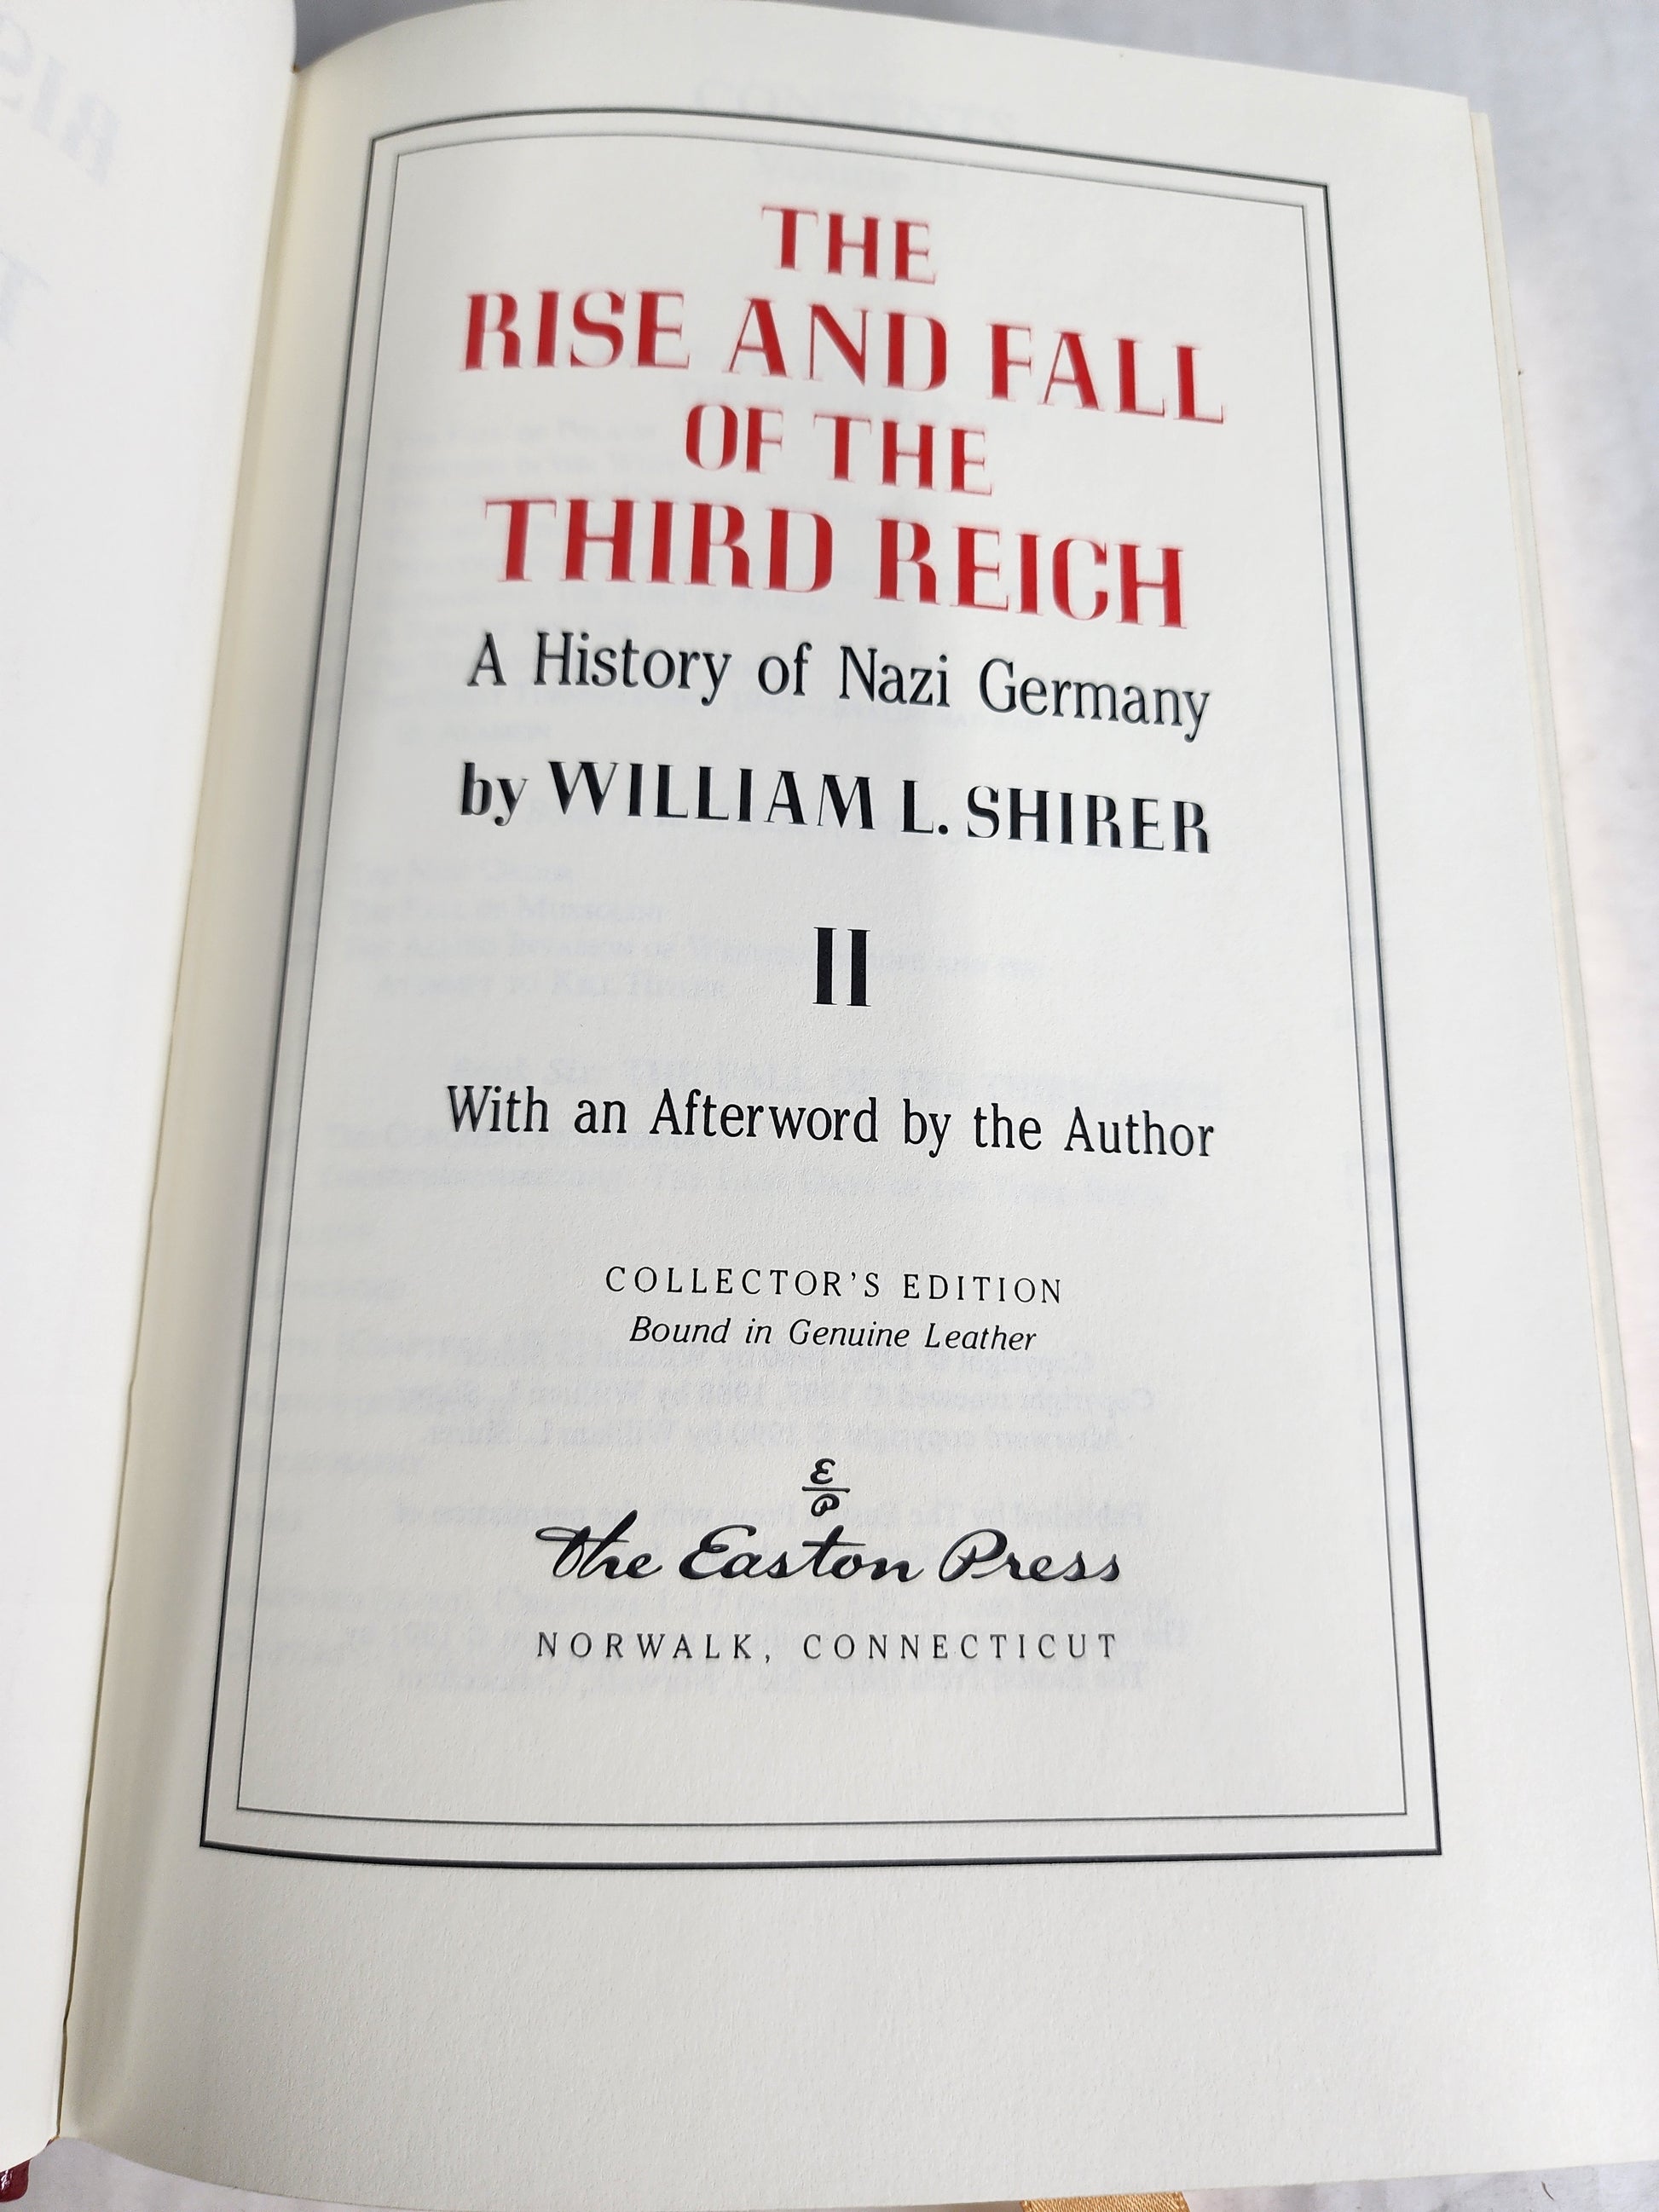 THE
RISE AND FALL
OF THE
THIRD REICH
A History of Nazi Germany
by WILLIAM L. SHIRER
II
With an Afterword by the Author
COLLECTOR'S EDITION
Bound in Genuine Leather
E
P
The Easton Press
NORWALK, CONNECTICUT